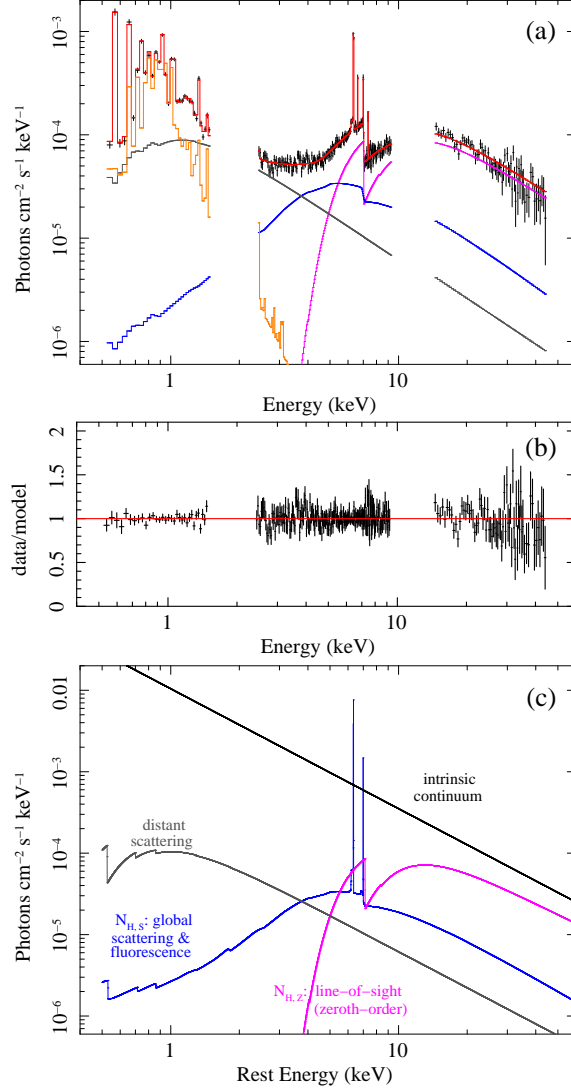 (a)
10⁻³
10⁻⁴
10⁻⁵
10⁻⁶
Photons cm⁻² s⁻¹ keV⁻¹
1 10
Energy (keV)
(b)
2
1.5
1
0.5
0
data/model
1 10
Energy (keV)
(c)
0.01
10⁻³
10⁻⁴
10⁻⁵
10⁻⁶
Photons cm⁻² s⁻¹ keV⁻¹
intrinsic
continuum
distant
scattering
N_H,S: global
scattering &
fluorescence
N_H,Z: line−of−sight
(zeroth−order)
1 10
Rest Energy (keV)